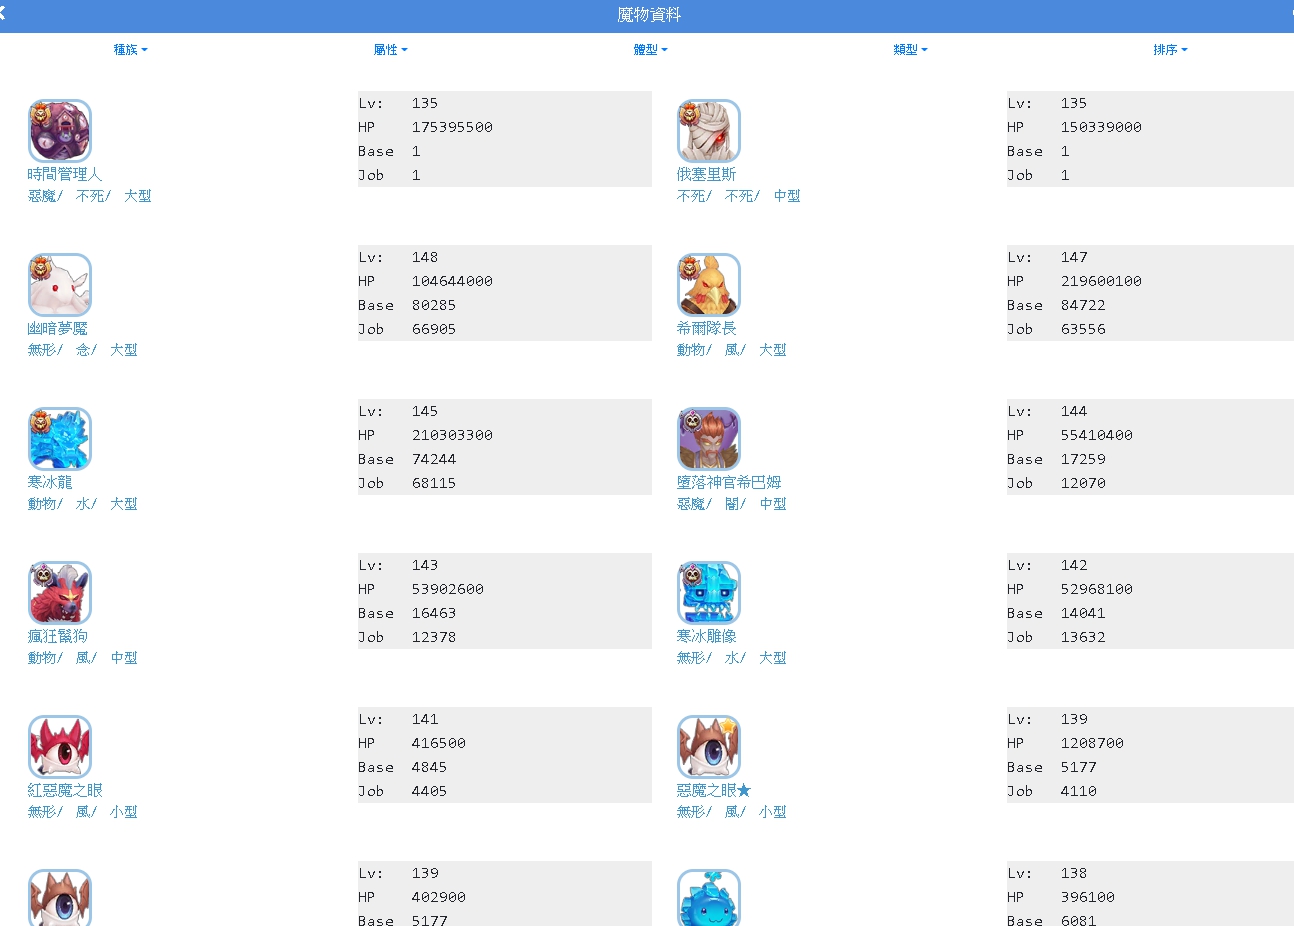 魔物資料
種族 屬性 體型 類型 排序
Lv: 135
HP 175395500
Base 1
Job 1
時間管理人
惡魔/ 不死/ 大型
Lv: 135
HP 150339000
Base 1
Job 1
俄塞里斯
不死/ 不死/ 中型
Lv: 148
HP 104644000
Base 80285
Job 66905
幽暗夢魘
無形/ 念/ 大型
Lv: 147
HP 219600100
Base 84722
Job 63556
希爾隊長
動物/ 風/ 大型
Lv: 145
HP 210303300
Base 74244
Job 68115
寒冰龍
動物/ 水/ 大型
Lv: 144
HP 55410400
Base 17259
Job 12070
墮落神官希巴姆
惡魔/ 闇/ 中型
Lv: 143
HP 53902600
Base 16463
Job 12378
瘋狂鬣狗
動物/ 風/ 中型
Lv: 142
HP 52968100
Base 14041
Job 13632
寒冰雕像
無形/ 水/ 大型
Lv: 141
HP 416500
Base 4845
Job 4405
紅惡魔之眼
無形/ 風/ 小型
Lv: 139
HP 1208700
Base 5177
Job 4110
惡魔之眼★
無形/ 風/ 小型
Lv: 139
HP 402900
Base 5177
Lv: 138
HP 396100
Base 6081